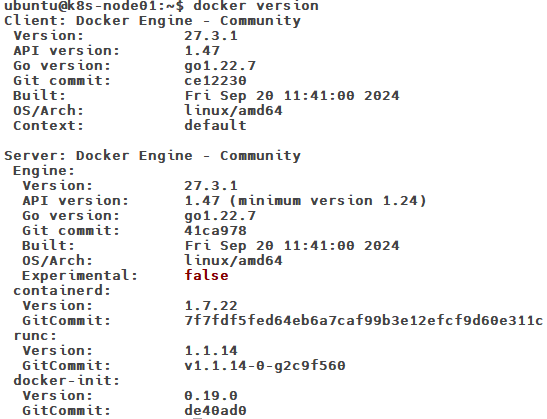 ubuntu@k8s-node01:~$ docker version
Client: Docker Engine - Community
 Version:           27.3.1
 API version:       1.47
 Go version:        go1.22.7
 Git commit:        ce12230
 Built:             Fri Sep 20 11:41:00 2024
 OS/Arch:           linux/amd64
 Context:           default

Server: Docker Engine - Community
 Engine:
  Version:          27.3.1
  API version:      1.47 (minimum version 1.24)
  Go version:       go1.22.7
  Git commit:       41ca978
  Built:            Fri Sep 20 11:41:00 2024
  OS/Arch:          linux/amd64
  Experimental:     false
 containerd:
  Version:          1.7.22
  GitCommit:        7f7fdf5fed64eb6a7caf99b3e12efcf9d60e311c
 runc:
  Version:          1.1.14
  GitCommit:        v1.1.14-0-g2c9f560
 docker-init:
  Version:          0.19.0
  GitCommit:        de40ad0